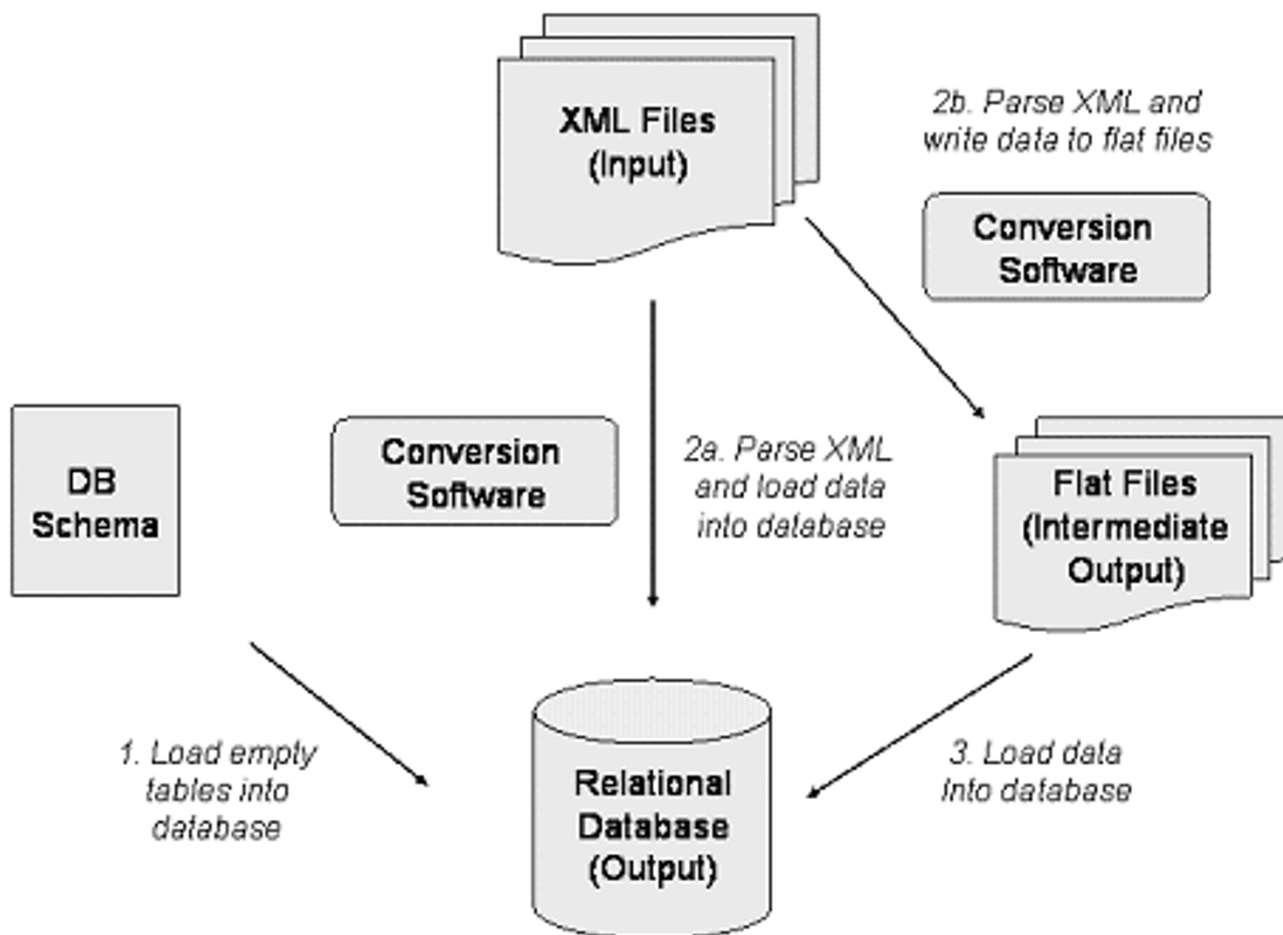 XML Files
(Input)
2b. Parse XML and
write data to flat files
Conversion
Software
DB
Schema
Conversion
Software
2a. Parse XML
and load data
into database
Flat Files
(Intermediate
Output)
1. Load empty
tables into
database
Relational
Database
(Output)
3. Load data
into database